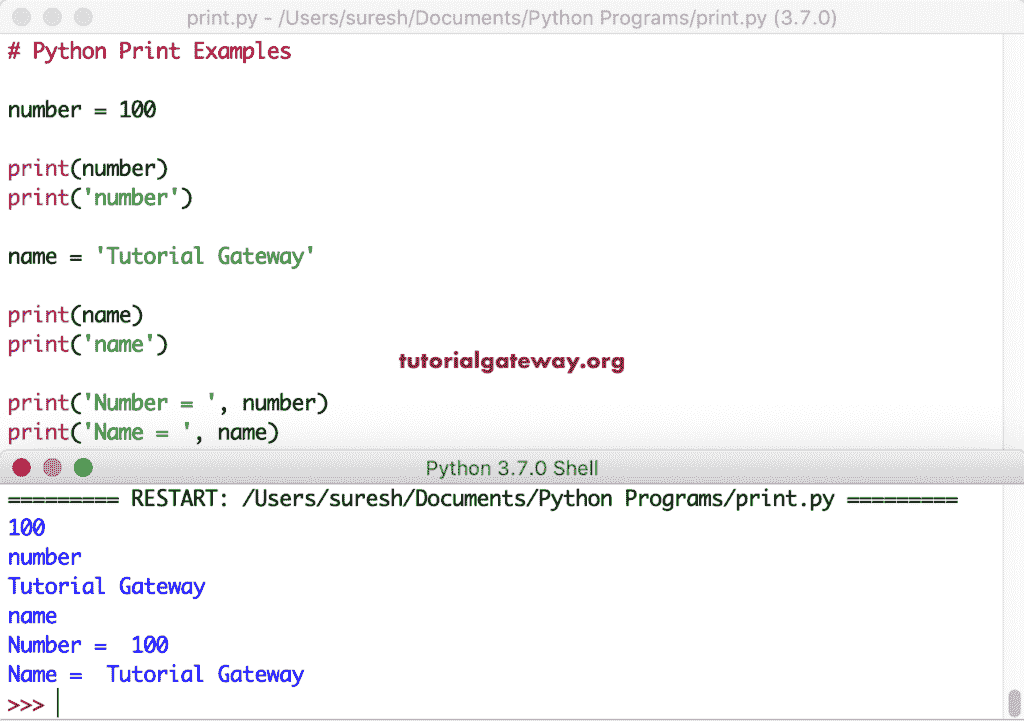 print.py - /Users/suresh/Documents/Python Programs/print.py (3.7.0)
# Python Print Examples
number = 100
print(number)
print('number')
name = 'Tutorial Gateway'
print(name)
print('name')
tutorialgateway.org
print('Number = ', number)
print('Name = ', name)
Python 3.7.0 Shell
========= RESTART: /Users/suresh/Documents/Python Programs/print.py =========
100
number
Tutorial Gateway
name
Number =  100
Name =  Tutorial Gateway
>>>